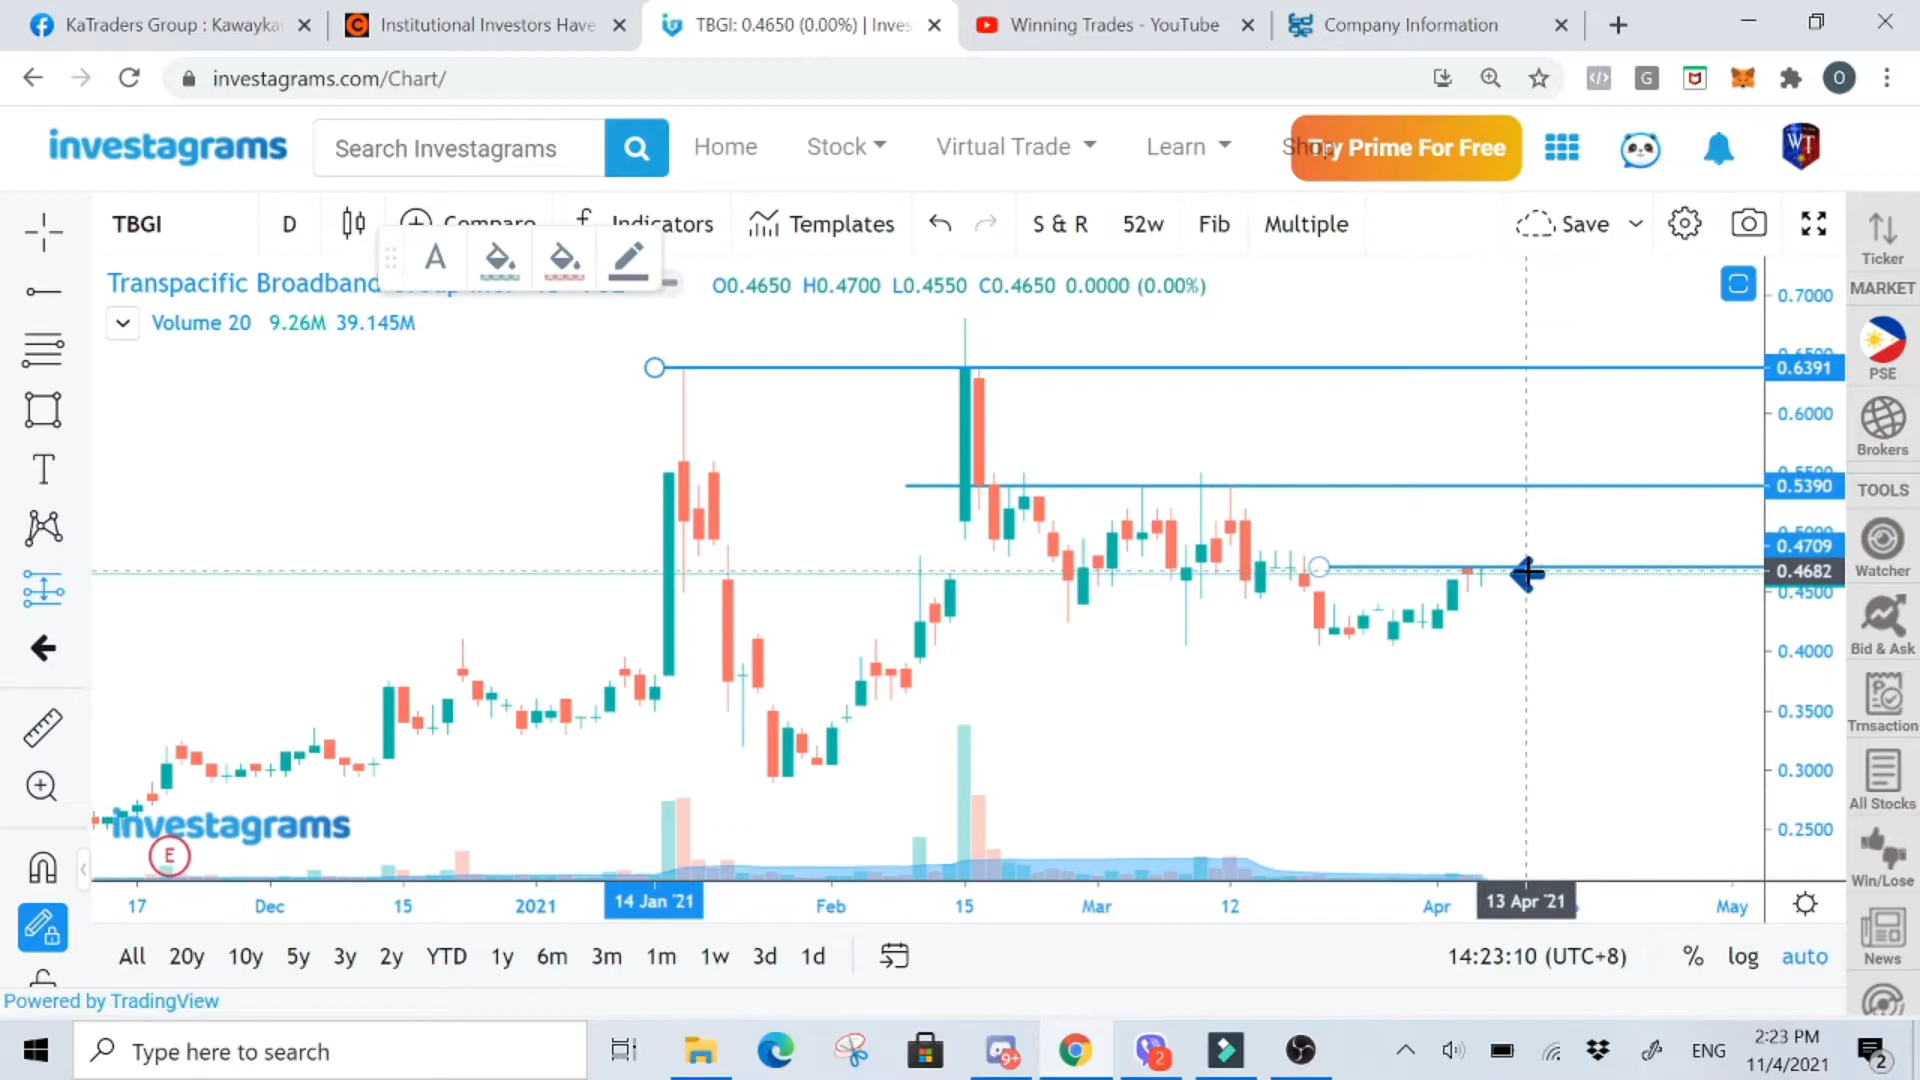 KaTraders Group : Kawayka
Institutional Investors Have
TBGI: 0.4650 (0.00%) | Inves
Winning Trades - YouTube
Company Information
investagrams.com/Chart/
G
O
investagrams
Search Investagrams
Home
Stock
Virtual Trade
Learn
Try Prime For Free
WT
TBGI
D
Compare
Indicators
Templates
S & R
52w
Fib
Multiple
Save
Ticker
A
Transpacific Broadband
O0.4650 H0.4700 L0.4550 C0.4650 0.0000 (0.00%)
Volume 20 9.26M 39.145M
MARKET
PSE
Brokers
TOOLS
Watcher
Bid & Ask
Trnsaction
All Stocks
Win/Lose
News
0.7000
0.6391
0.6000
0.5390
0.4709
0.4682
0.4500
0.4000
0.3500
0.3000
0.2500
T
investagrams
E
17
Dec
15
2021
14 Jan '21
Feb
15
Mar
12
Apr
13 Apr '21
May
All 20y 10y 5y 3y 2y YTD 1y 6m 3m 1m 1w 3d 1d
14:23:10 (UTC+8)
% log auto
Powered by TradingView
Type here to search
9+
2
ENG
2:23 PM
11/4/2021
2